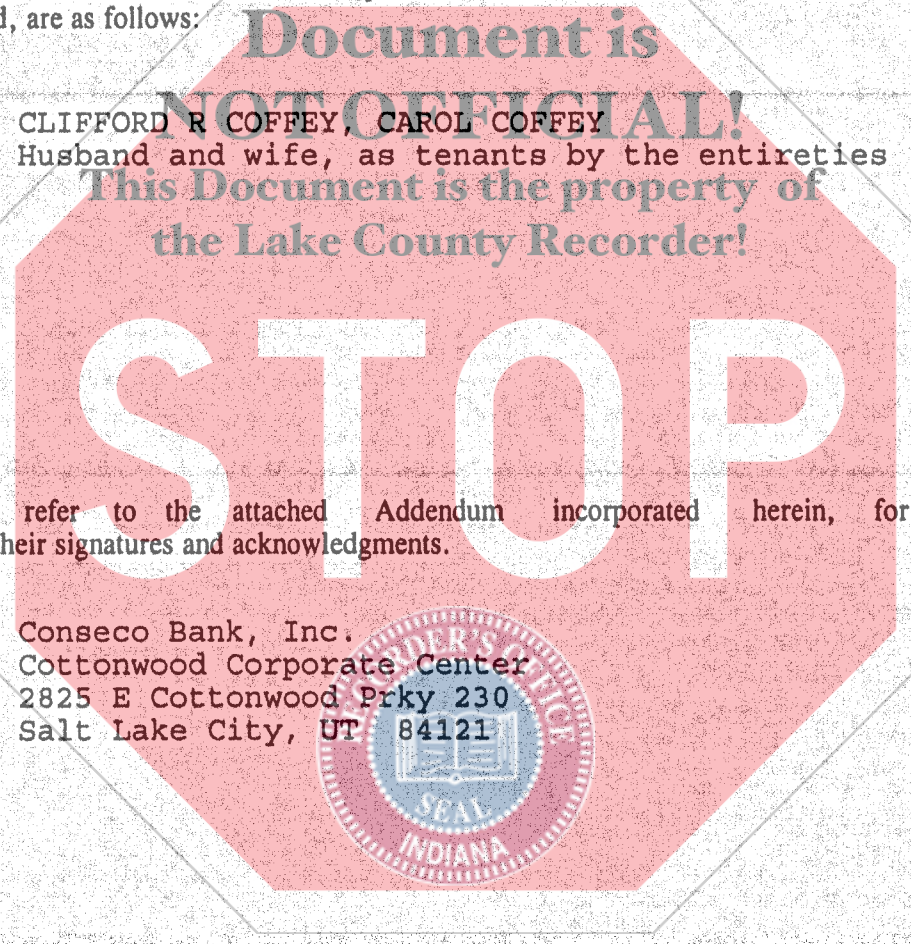 d, are as follows:
Document is
NOT OFFICIAL!
CLIFFORD R COFFEY, CAROL COFFEY
Husband and wife, as tenants by the entireties
This Document is the property of
the Lake County Recorder!
STOP
refer to the attached Addendum incorporated herein, for
heir signatures and acknowledgments.
Conseco Bank, Inc.
Cottonwood Corporate Center
2825 E Cottonwood Prky 230
Salt Lake City, UT 84121
RECORDER'S OFFICE
SEAL
INDIANA